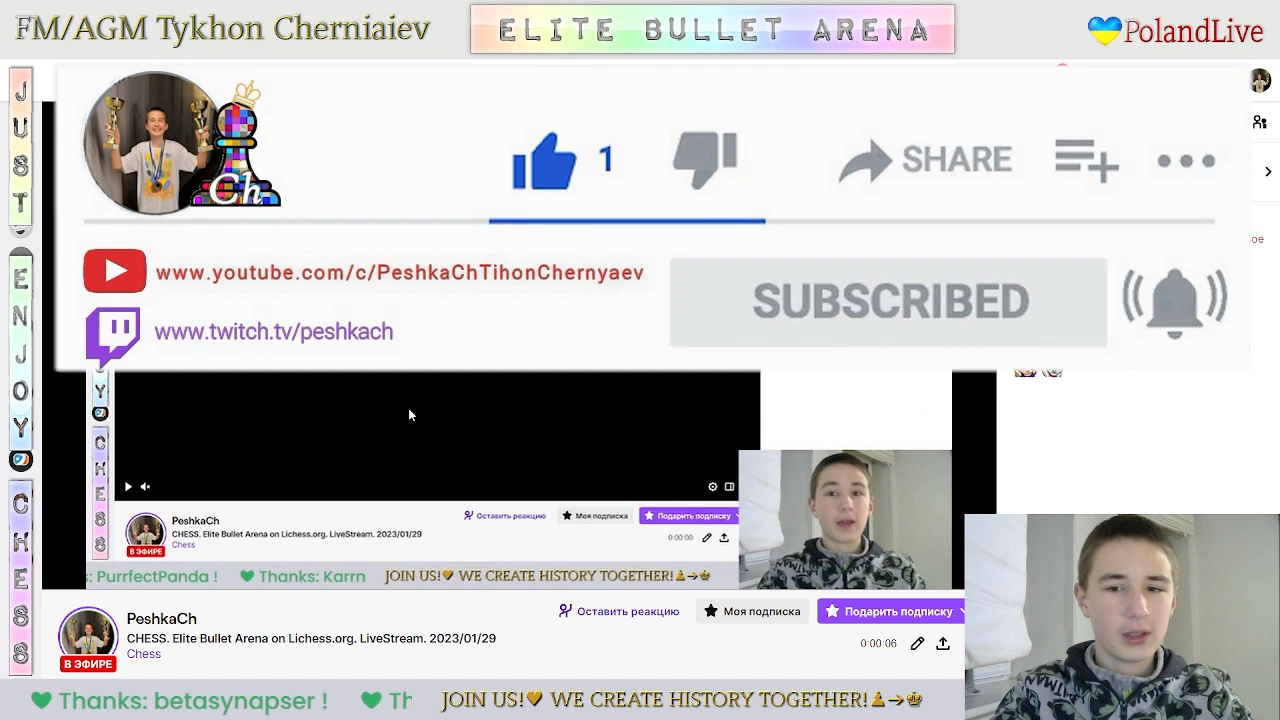 FM/AGM Tykhon Cherniaiev
ELITE BULLET ARENA
PolandLive
JUST
ENJOY
CHESS
Ch
1
SHARE
www.youtube.com/c/PeshkaChTihonChernyaev
SUBSCRIBED
www.twitch.tv/peshkach
ое
Y
CHESS
PeshkaCh
CHESS. Elite Bullet Arena on Lichess.org. LiveStream. 2023/01/29
Chess
В ЭФИРЕ
Оставить реакцию
Моя подписка
Подарить подписку
0:00:00
: PurrfectPanda !
Thanks: Karrn
JOIN US! WE CREATE HISTORY TOGETHER!
PeshkaCh
CHESS. Elite Bullet Arena on Lichess.org. LiveStream. 2023/01/29
Chess
В ЭФИРЕ
Оставить реакцию
Моя подписка
Подарить подписку
0:00:06
Thanks: betasynapser !
Th
JOIN US! WE CREATE HISTORY TOGETHER!